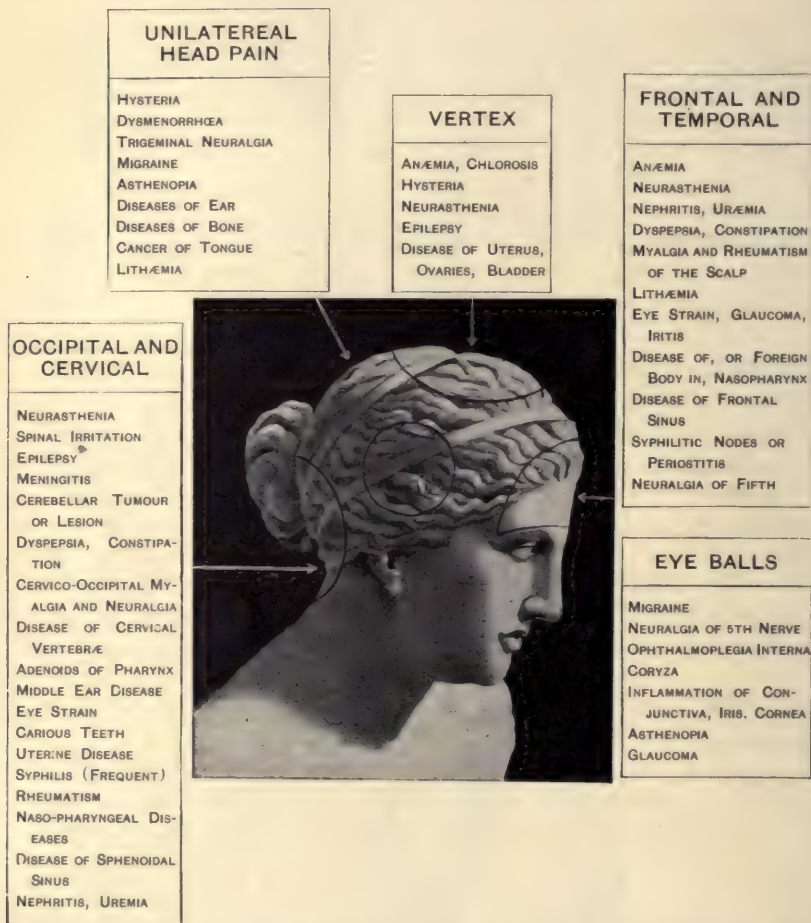 UNILATEREAL
HEAD PAIN
HYSTERIA
DYSMENORRHŒA
TRIGEMINAL NEURALGIA
MIGRAINE
ASTHENOPIA
DISEASES OF EAR
DISEASES OF BONE
CANCER OF TONGUE
LITHÆMIA
VERTEX
ANÆMIA, CHLOROSIS
HYSTERIA
NEURASTHENIA
EPILEPSY
DISEASE OF UTERUS,
OVARIES, BLADDER
FRONTAL AND
TEMPORAL
ANÆMIA
NEURASTHENIA
NEPHRITIS, URÆMIA
DYSPEPSIA, CONSTIPATION
MYALGIA AND RHEUMATISM
OF THE SCALP
LITHÆMIA
EYE STRAIN, GLAUCOMA,
IRITIS
DISEASE OF, OR FOREIGN
BODY IN, NASOPHARYNX
DISEASE OF FRONTAL
SINUS
SYPHILITIC NODES OR
PERIOSTITIS
NEURALGIA OF FIFTH
OCCIPITAL AND
CERVICAL
NEURASTHENIA
SPINAL IRRITATION
EPILEPSY
MENINGITIS
CEREBELLAR TUMOUR
OR LESION
DYSPEPSIA, CONSTIPA-
TION
CERVICO-OCCIPITAL MY-
ALGIA AND NEURALGIA
DISEASE OF CERVICAL
VERTEBRÆ
ADENOIDS OF PHARYNX
MIDDLE EAR DISEASE
EYE STRAIN
CARIOUS TEETH
UTERINE DISEASE
SYPHILIS (FREQUENT)
RHEUMATISM
NASO-PHARYNGEAL DIS-
EASES
DISEASE OF SPHENOIDAL
SINUS
NEPHRITIS, UREMIA
EYE BALLS
MIGRAINE
NEURALGIA OF 5TH NERVE
OPHTHALMOPLEGIA INTERNA
CORYZA
INFLAMMATION OF CON-
JUNCTIVA, IRIS. CORNEA
ASTHENOPIA
GLAUCOMA